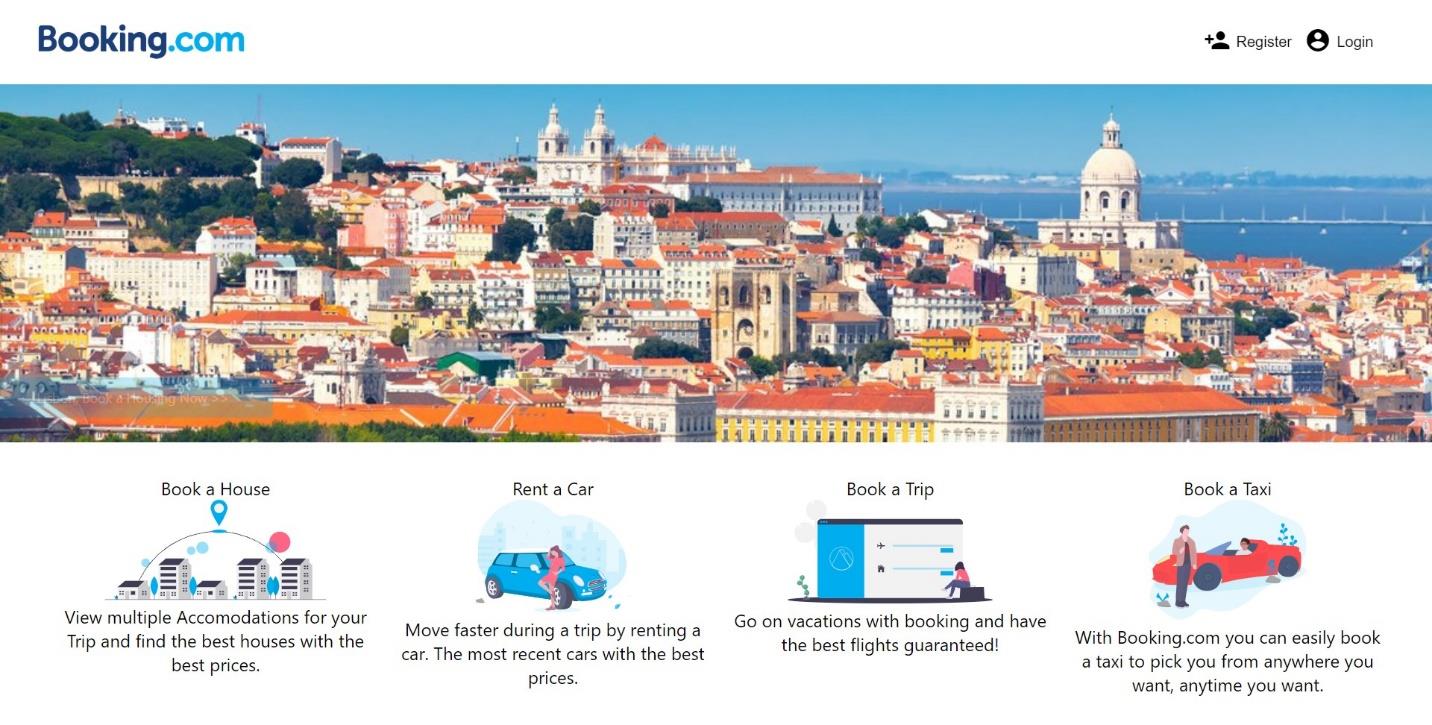 Booking.com
Register Login
Book a Housing Now >>
Book a House
View multiple Accomodations for your
Trip and find the best houses with the
best prices.
Rent a Car
Move faster during a trip by renting a
car. The most recent cars with the best
prices.
Book a Trip
Go on vacations with booking and have
the best flights guaranteed!
Book a Taxi
With Booking.com you can easily book
a taxi to pick you from anywhere you
want, anytime you want.